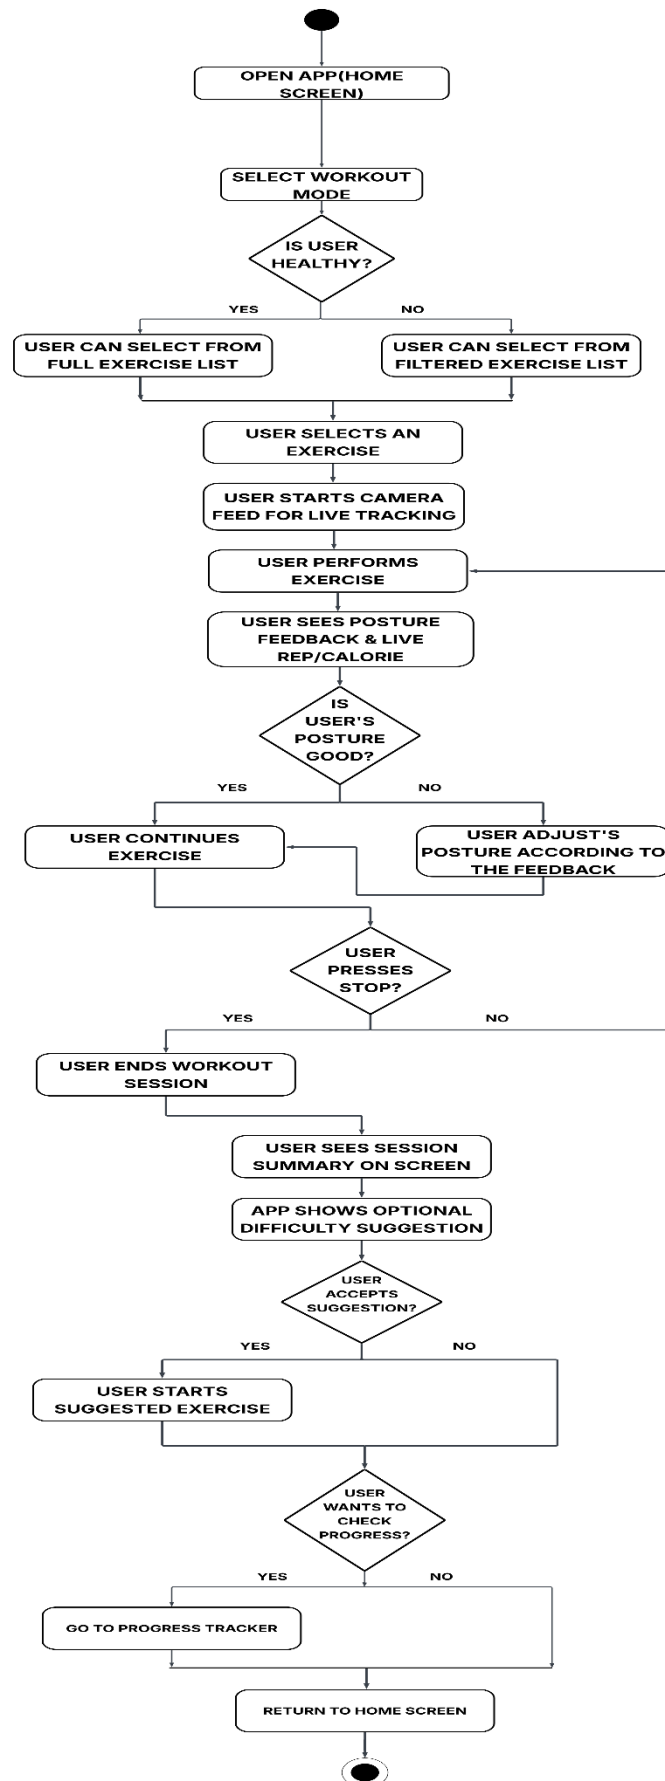 OPEN APP(HOME
SCREEN)
SELECT WORKOUT
MODE
IS USER
HEALTHY?
YES
NO
USER CAN SELECT FROM
FULL EXERCISE LIST
USER CAN SELECT FROM
FILTERED EXERCISE LIST
USER SELECTS AN
EXERCISE
USER STARTS CAMERA
FEED FOR LIVE TRACKING
USER PERFORMS
EXERCISE
USER SEES POSTURE
FEEDBACK & LIVE
REP/CALORIE
IS
USER'S
POSTURE
GOOD?
YES
NO
USER CONTINUES
EXERCISE
USER ADJUST'S
POSTURE ACCORDING TO
THE FEEDBACK
USER
PRESSES
STOP?
YES
NO
USER ENDS WORKOUT
SESSION
USER SEES SESSION
SUMMARY ON SCREEN
APP SHOWS OPTIONAL
DIFFICULTY SUGGESTION
USER
ACCEPTS
SUGGESTION?
YES
NO
USER STARTS
SUGGESTED EXERCISE
USER
WANTS TO
CHECK
PROGRESS?
YES
NO
GO TO PROGRESS TRACKER
RETURN TO HOME SCREEN